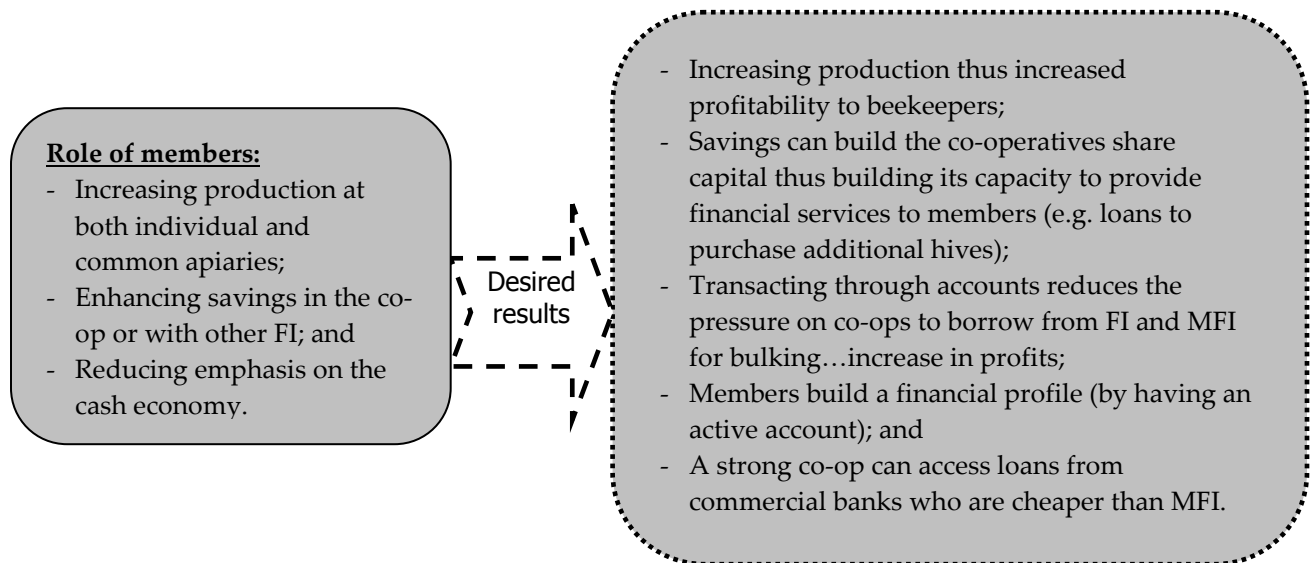 Role of members:
- Increasing production at
both individual and
common apiaries;
- Enhancing savings in the co-
op or with other FI; and
- Reducing emphasis on the
cash economy.
Desired
results
- Increasing production thus increased
profitability to beekeepers;
- Savings can build the co-operatives share
capital thus building its capacity to provide
financial services to members (e.g. loans to
purchase additional hives);
- Transacting through accounts reduces the
pressure on co-ops to borrow from FI and MFI
for bulking…increase in profits;
- Members build a financial profile (by having an
active account); and
- A strong co-op can access loans from
commercial banks who are cheaper than MFI.